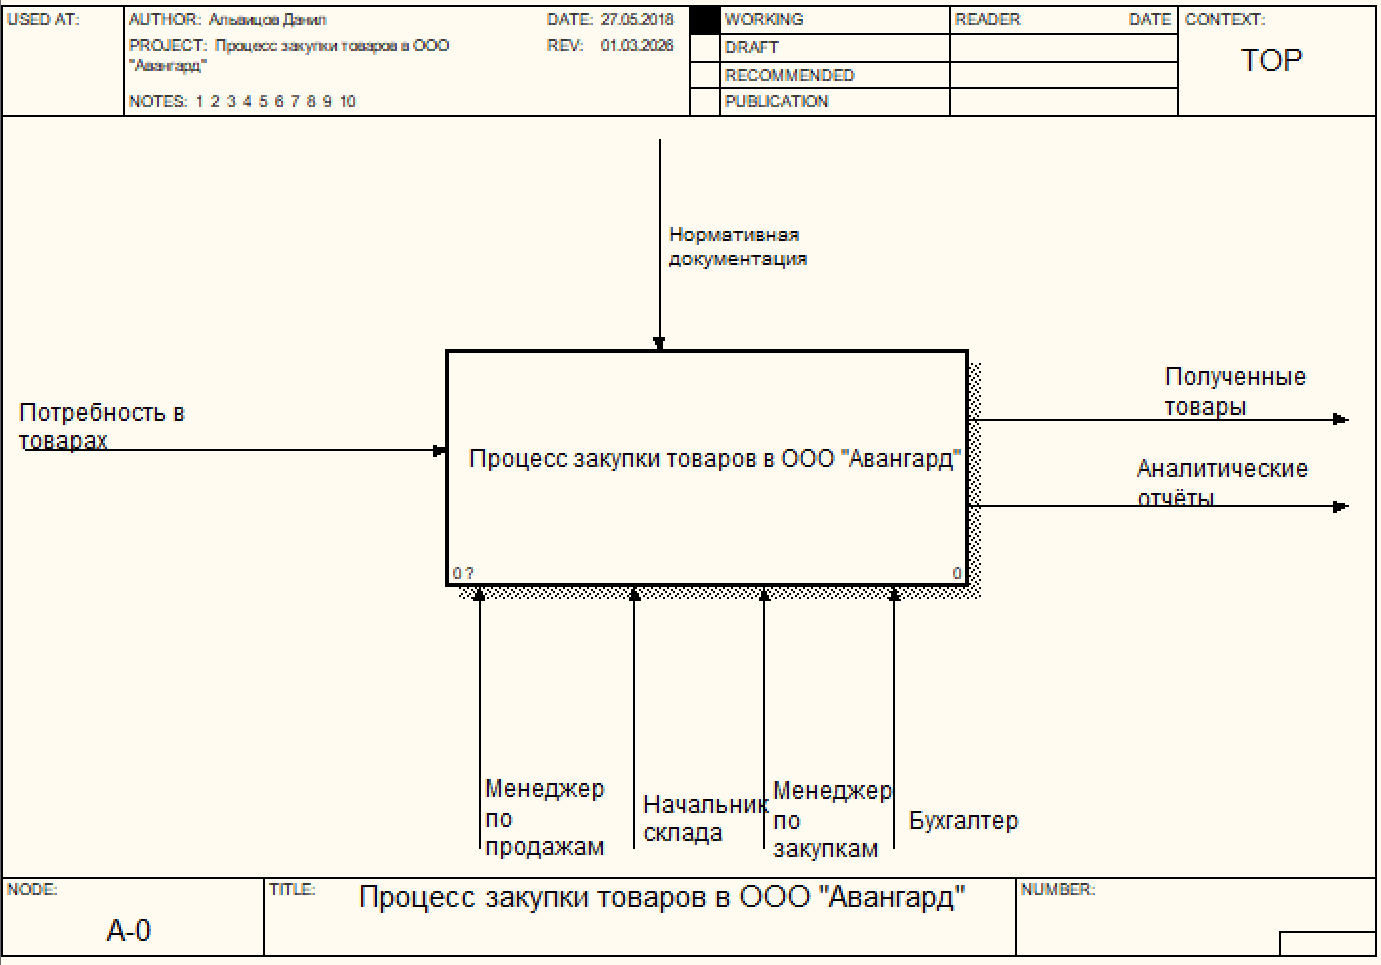 USED AT:
AUTHOR: Альвицов Данил
DATE: 27.05.2018
PROJECT: Процесс закупки товаров в ООО
"Авангард"
REV: 01.03.2026
NOTES: 1 2 3 4 5 6 7 8 9 10
WORKING
DRAFT
RECOMMENDED
PUBLICATION
READER
DATE
CONTEXT:
TOP
Нормативная
документация
Потребность в
товарах
Процесс закупки товаров в ООО "Авангард"
0 ?
0
Полученные
товары
Аналитические
отчёты
Менеджер
по
продажам
Начальник
склада
Менеджер
по
закупкам
Бухгалтер
NODE:
A-0
TITLE:
Процесс закупки товаров в ООО "Авангард"
NUMBER: